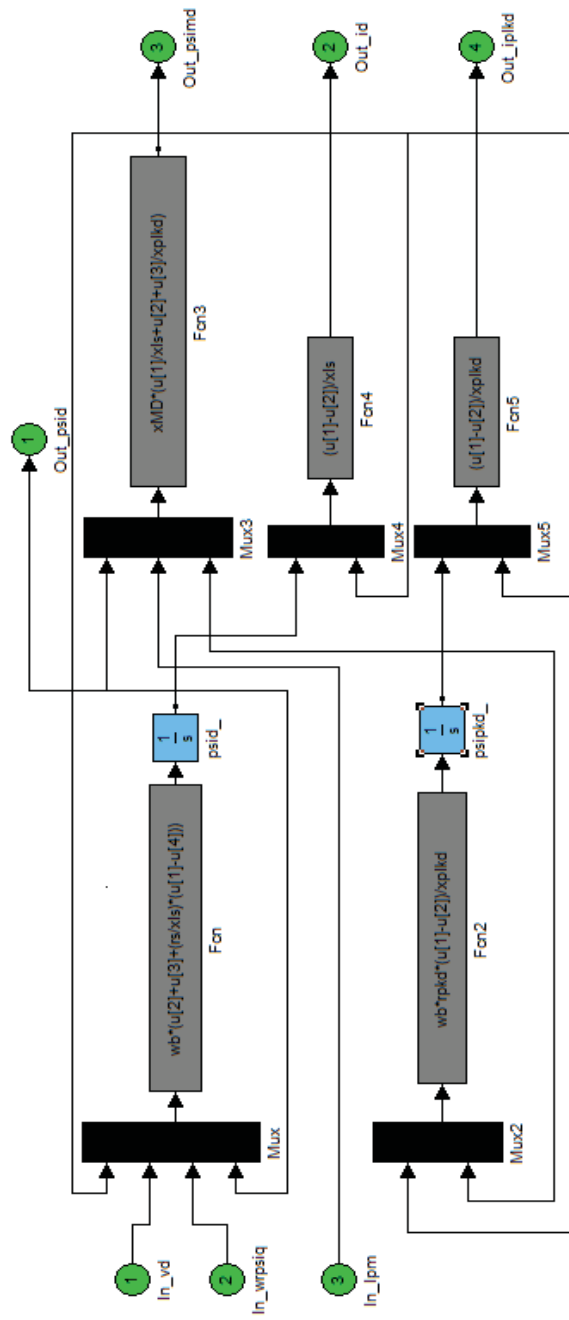 1
Out_psid
1
In_vd
2
In_wrpsiq
Mux
wb*(u[2]+u[3]+(rs/xls)*(u[1]-u[4]))
Fcn
1
s
psid_
Mux3
xMD*(u[1]/xls+u[2]+u[3]/xplkd)
Fcn3
3
Out_psimd
3
In_Ipm
Mux4
(u[1]-u[2])/xls
Fcn4
2
Out_id
Mux2
wb*rpkd*(u[1]-u[2])/xplkd
Fcn2
1
s
psipkd_
Mux5
(u[1]-u[2])/xplkd
Fcn5
4
Out_iplkd